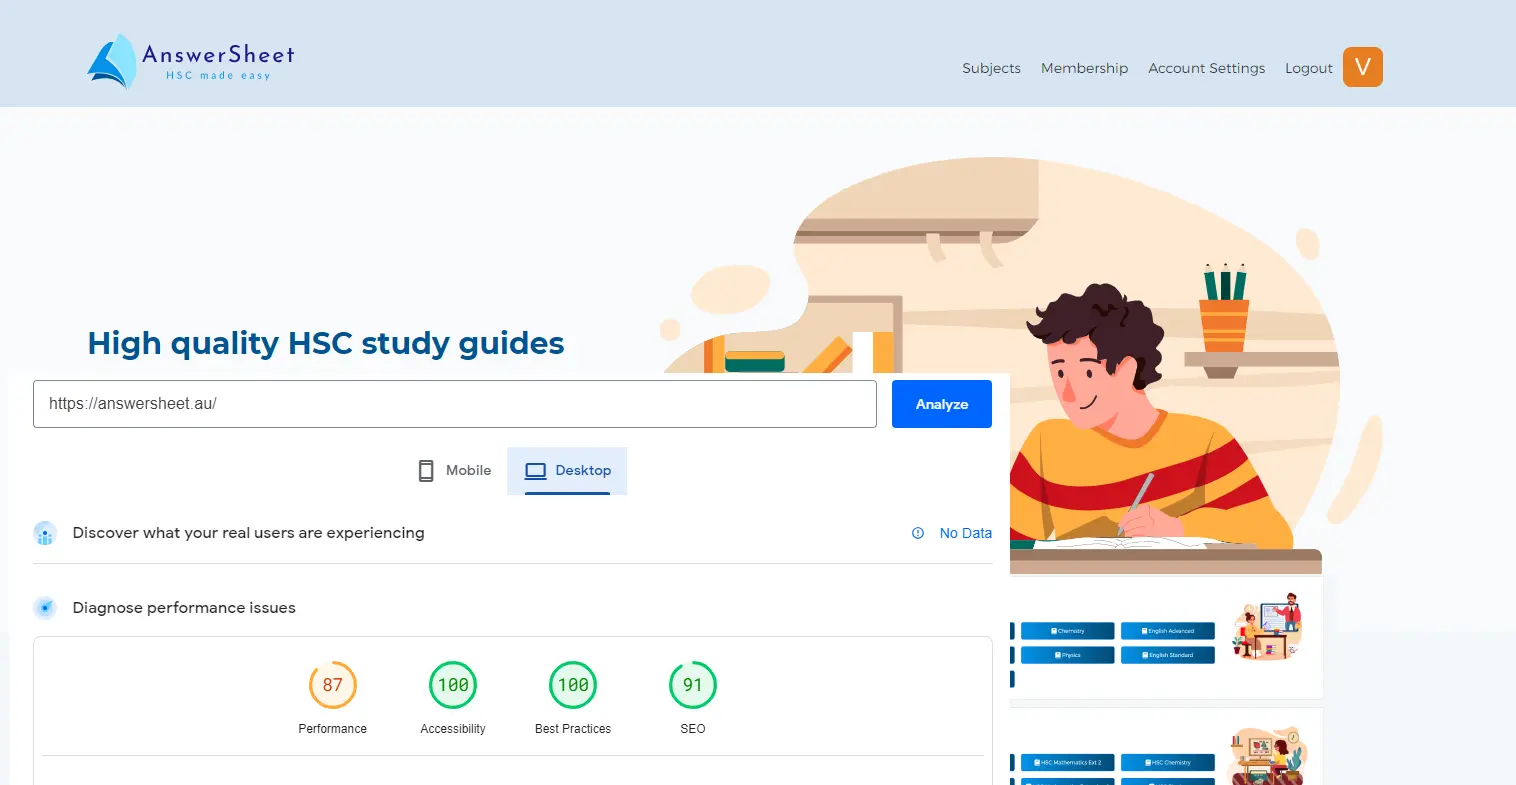 AnswerSheet
HSC made easy
Subjects Membership Account Settings Logout V
High quality HSC study guides
https://answersheet.au/ Analyze
Mobile Desktop
Discover what your real users are experiencing No Data
Diagnose performance issues
87 100 100 91
Performance Accessibility Best Practices SEO
Chemistry English Advanced
Physics English Standard
HSC Mathematics Ext 2 HSC Chemistry